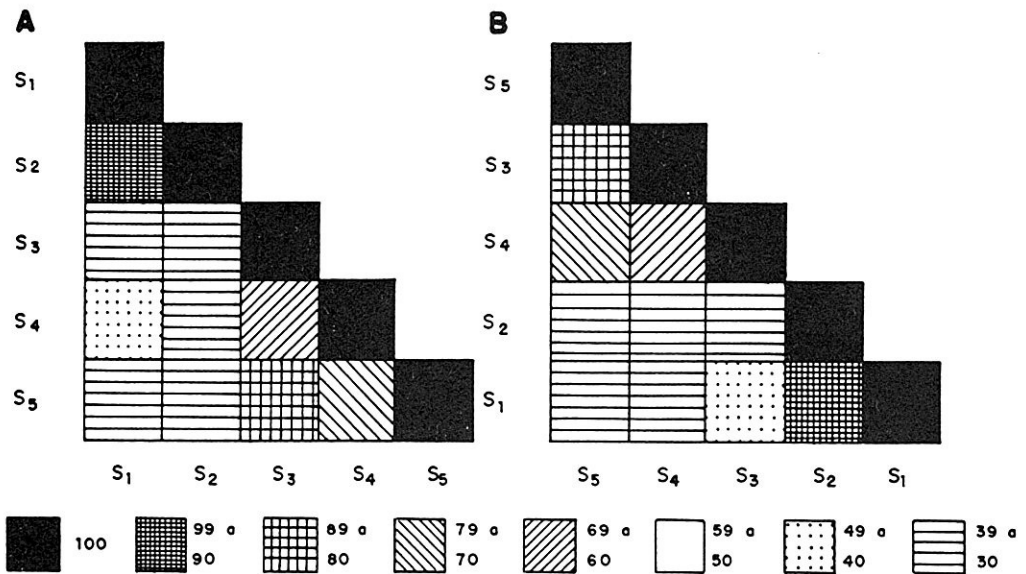 A
B
S1
S2
S3
S4
S5
S1 S2 S3 S4 S5
S5
S3
S4
S2
S1
S5 S4 S3 S2 S1
100
99 a
90
89 a
80
79 a
70
69 a
60
59 a
50
49 a
40
39 a
30